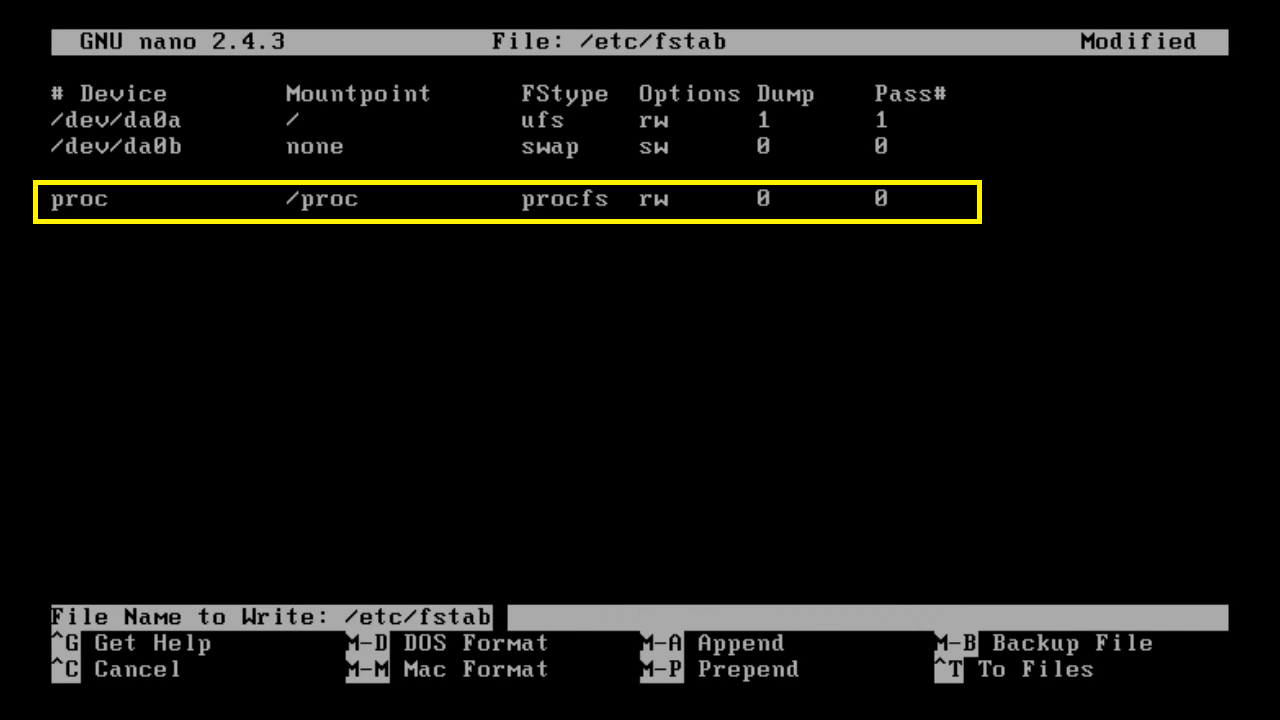 GNU nano 2.4.3 File: /etc/fstab Modified
# Device Mountpoint FStype Options Dump Pass#
/dev/da0a / ufs rw 1 1
/dev/da0b none swap sw 0 0
proc /proc procfs rw 0 0
File Name to Write: /etc/fstab
^G Get Help M-D DOS Format M-A Append M-B Backup File
^C Cancel M-M Mac Format M-P Prepend ^T To Files